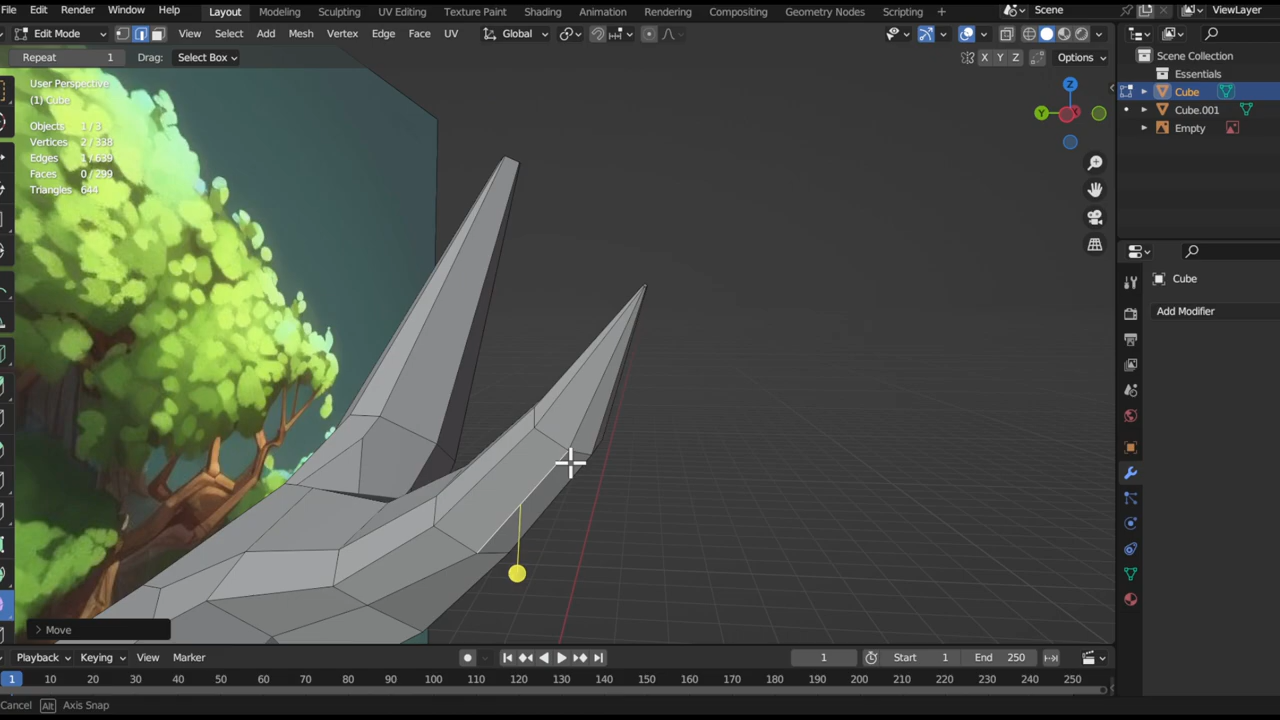 File Edit Render Window Help Layout Modeling Sculpting UV Editing Texture Paint Shading Animation Rendering Compositing Geometry Nodes Scripting + Scene ViewLayer
Edit Mode View Select Add Mesh Vertex Edge Face UV Global
Repeat 1 Drag: Select Box X Y Z Options
User Perspective
(1) Cube
Objects 1/3
Vertices 2/338
Edges 1/639
Faces 0/299
Triangles 644
Z
Y
X
Scene Collection
Essentials
Cube
Cube.001
Empty
Cube
Add Modifier
> Move
Playback Keying View Marker 1 Start 1 End 250
1 10 20 30 40 50 60 70 80 90 100 110 120 130 140 150 160 170 180 190 200 210 220 230 240 250
Cancel Alt Axis Snap